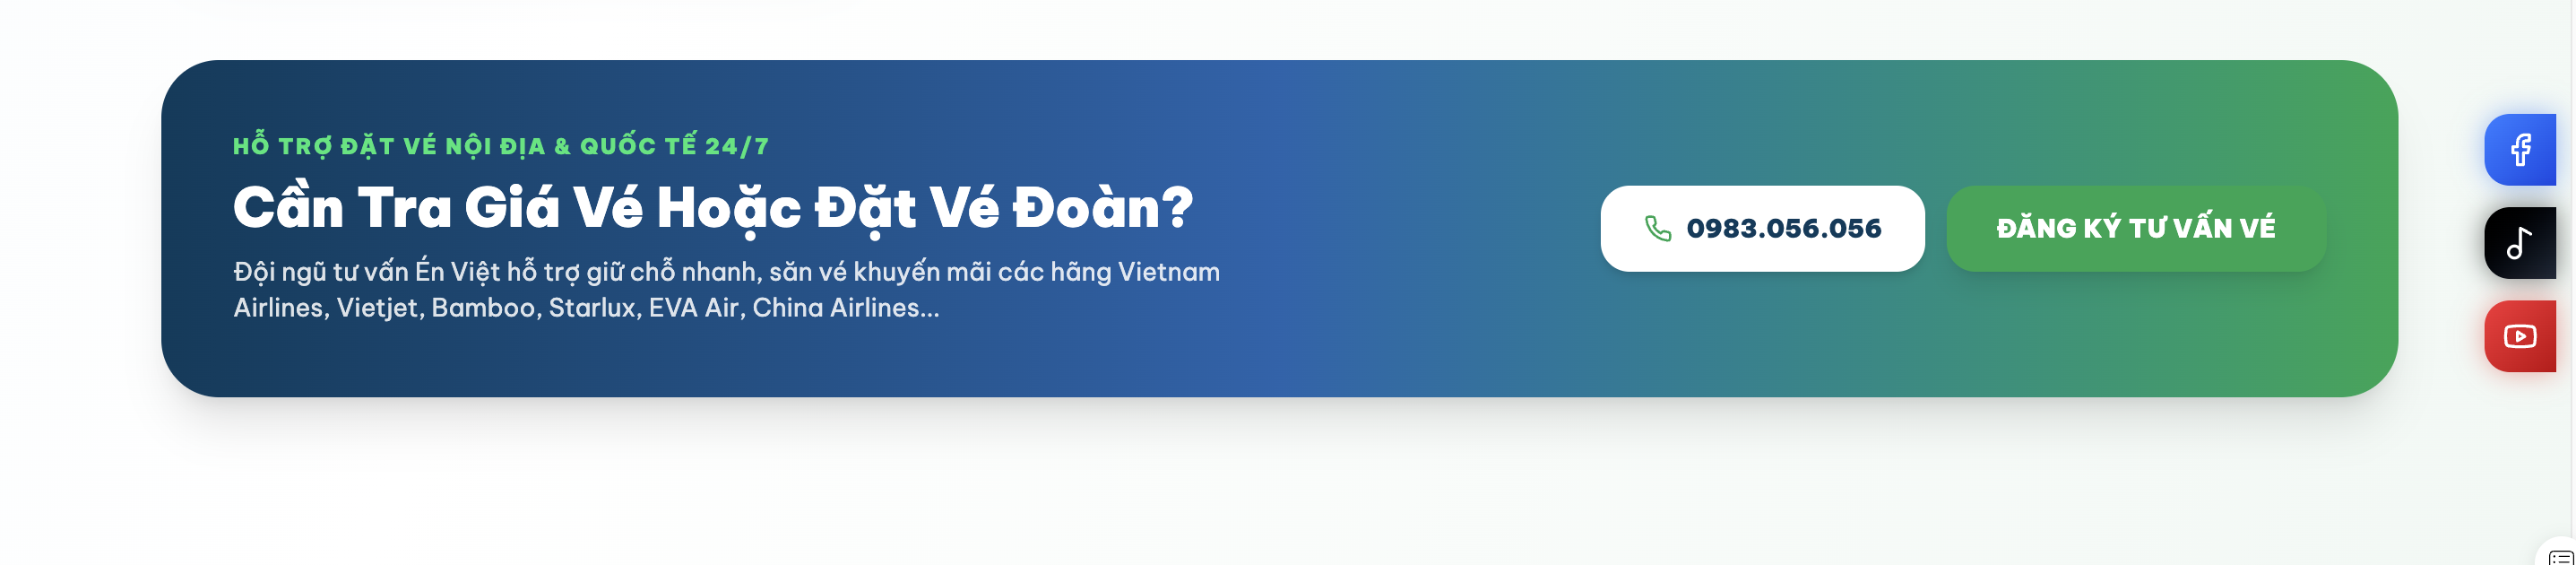 HỖ TRỢ ĐẶT VÉ NỘI ĐỊA & QUỐC TẾ 24/7
Cần Tra Giá Vé Hoặc Đặt Vé Đoàn?
Đội ngũ tư vấn Én Việt hỗ trợ giữ chỗ nhanh, săn vé khuyến mãi các hãng Vietnam
Airlines, Vietjet, Bamboo, Starlux, EVA Air, China Airlines...
0983.056.056
ĐĂNG KÝ TƯ VẤN VÉ